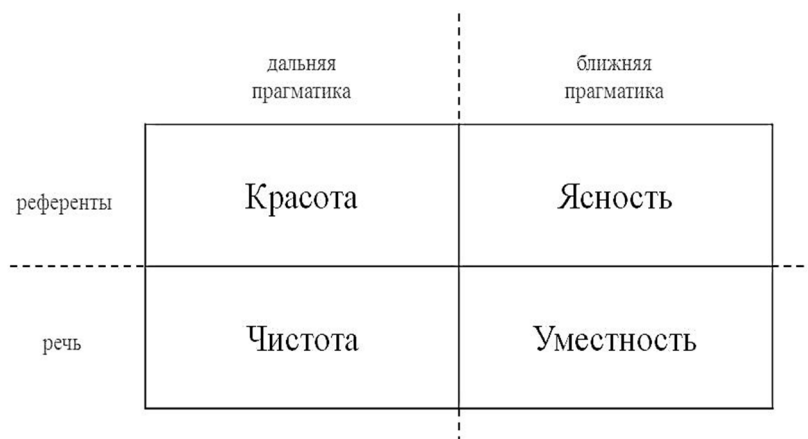 дальняя
прагматика
ближняя
прагматика
референты
Красота
Ясность
речь
Чистота
Уместность